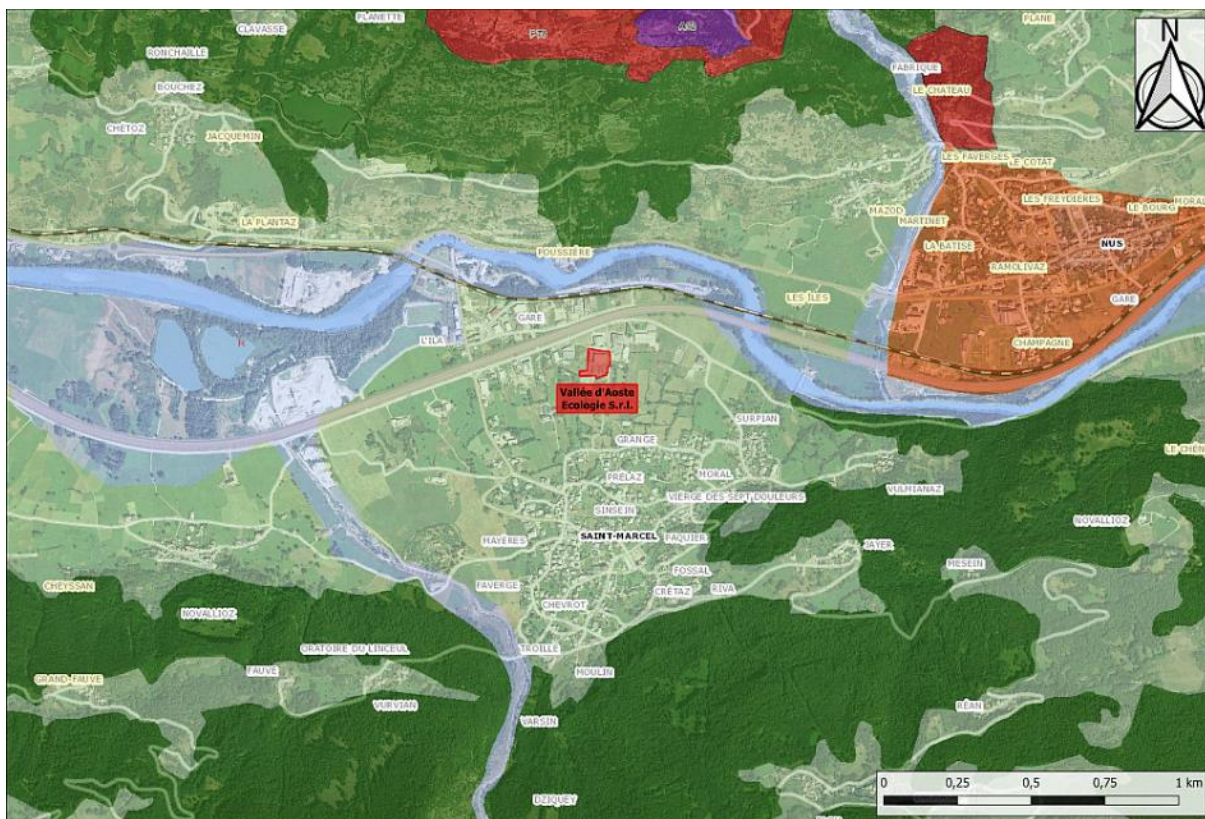 PLANETTE
CLAVASSE
PLANE
N
RONCHAILLE
BOUCHEZ
FABRIQUE
LE CHATEAU
CHÉTOZ
JACQUEMIN
LES FAVERGES
LE COTAT
LES FREYDIÈRES
LE BOURG
MORAL
MAZOD
MARTINET
LA PLANTAZ
POUSSIÈRE
LA BATISE
NUS
RAMOLIVAZ
LES ÎLES
GARE
GARE
L'ILA
CHAMPAGNE
Vallée d'Aoste
Ecologie S.r.l.
SURPIAN
GRANGE
LE CHÊN
PRÉLAZ
MORAL
VULMIANAZ
VIERGE DES SEPT DOULEURS
SINSEIN
NOVALLIOZ
MAYÈRES
SAINT-MARCEL
PAQUIER
JAYER
MESEIN
FOSSAL
CHEYSSAN
FAVERGE
CRÉTAZ
RIVA
NOVALLIOZ
CHEVROT
ORATOIRE DU LINCEUL
TROILLE
MOULIN
FAUVE
GRAND-FAUVE
VURVIAN
VARSIN
RÉAN
DZIQUEY
0 0,25 0,5 0,75 1 km